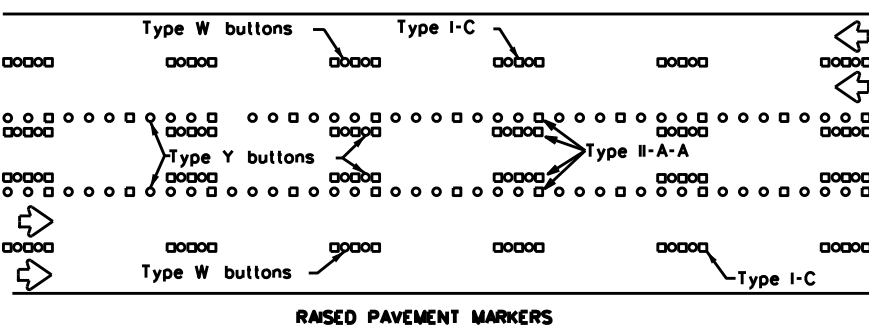 Type W buttons
Type I-C
Type Y buttons
Type II-A-A
Type W buttons
Type I-C
RAISED PAVEMENT MARKERS